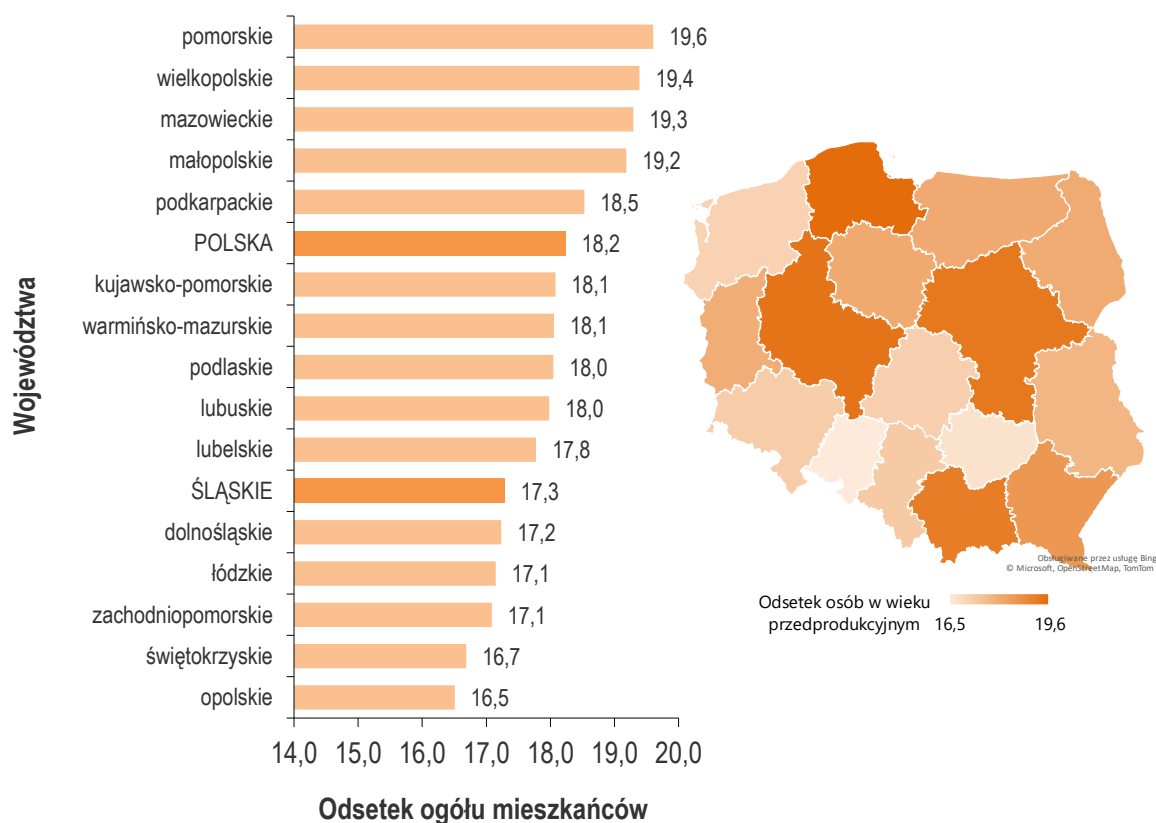 Województwa
pomorskie 19,6
wielkopolskie 19,4
mazowieckie 19,3
małopolskie 19,2
podkarpackie 18,5
POLSKA 18,2
kujawsko-pomorskie 18,1
warmińsko-mazurskie 18,1
podlaskie 18,0
lubuskie 18,0
lubelskie 17,8
ŚLĄSKIE 17,3
dolnośląskie 17,2
łódzkie 17,1
zachodniopomorskie 17,1
świętokrzyskie 16,7
opolskie 16,5
14,0 15,0 16,0 17,0 18,0 19,0 20,0
Odsetek ogółu mieszkańców
Obsługiwane przez usługę Bing
© Microsoft, OpenStreetMap, TomTom
Odsetek osób w wieku
przedprodukcyjnym
16,5 19,6